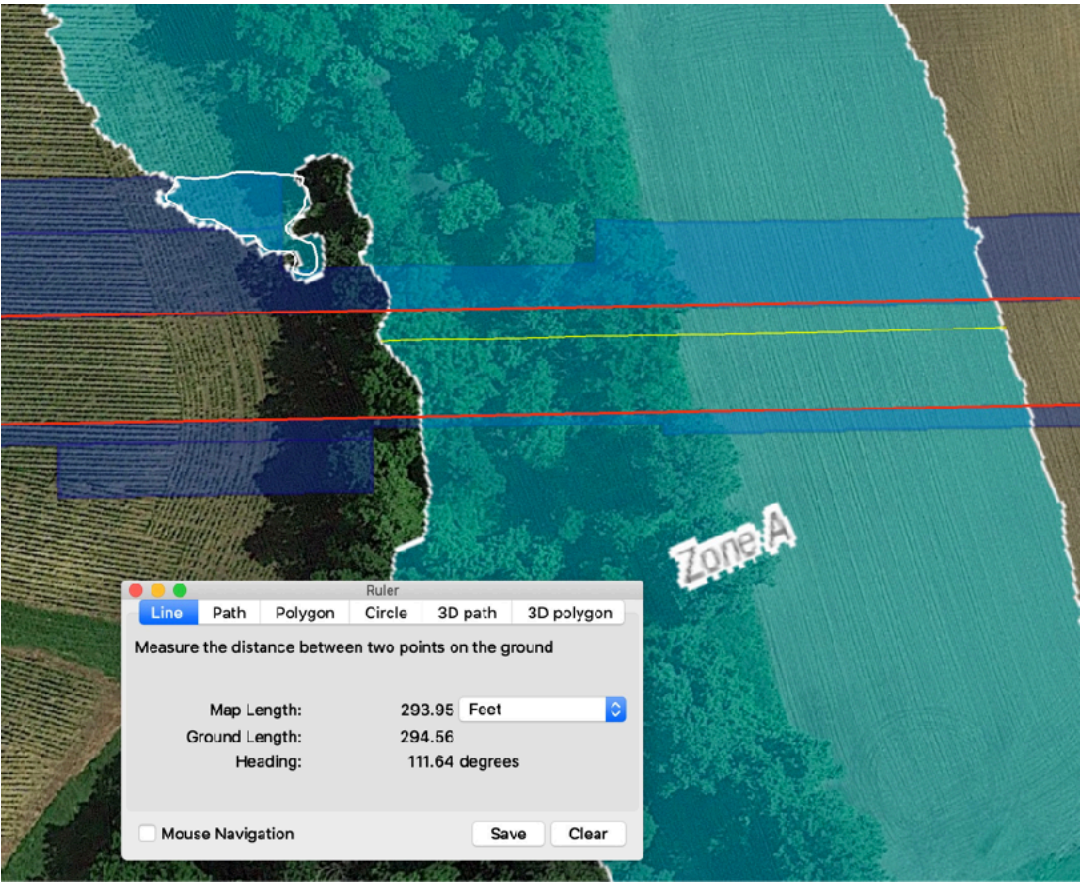 Zone A
Ruler
Line Path Polygon Circle 3D path 3D polygon
Measure the distance between two points on the ground
Map Length: 293.95 Feet
Ground Length: 294.56
Heading: 111.64 degrees
Mouse Navigation Save Clear